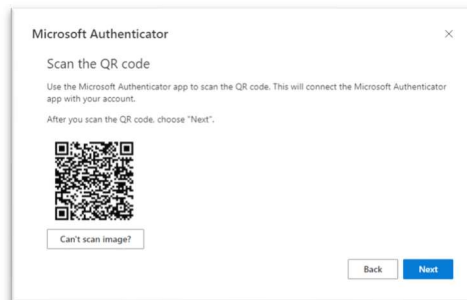 Microsoft Authenticator
Scan the QR code
Use the Microsoft Authenticator app to scan the QR code. This will connect the Microsoft Authenticator
app with your account.
After you scan the QR code, choose "Next".
Can't scan image?
Back Next